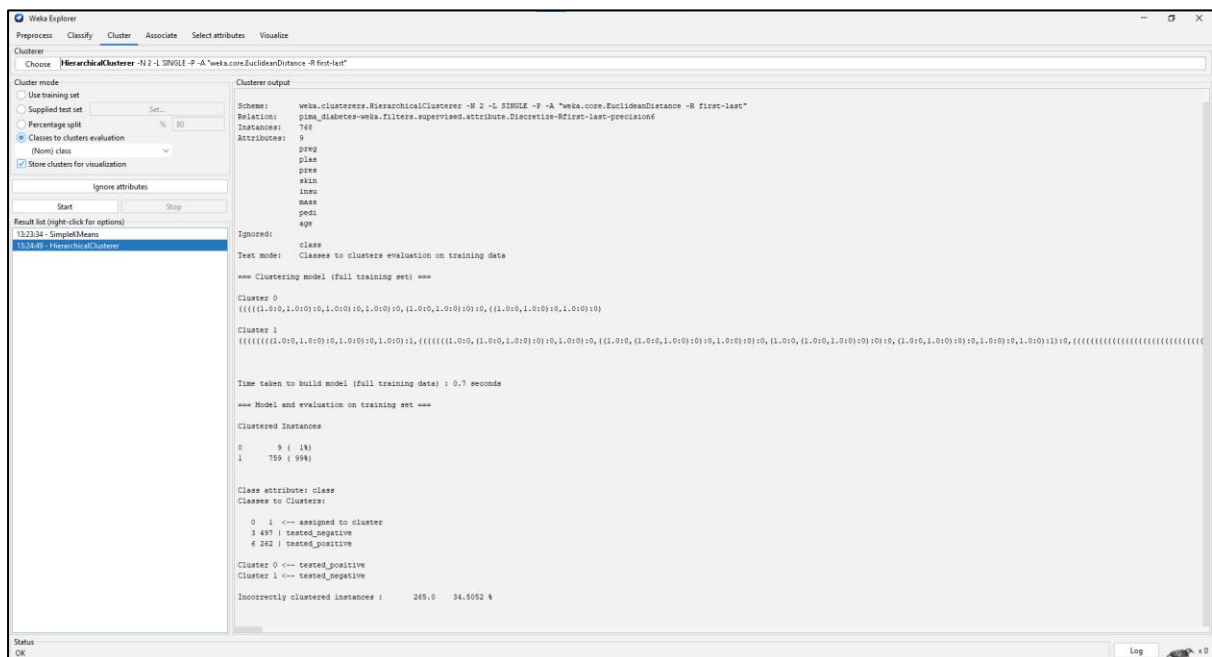 Weka Explorer
Preprocess Classify Cluster Associate Select attributes Visualize
Clusterer
Choose HierarchicalClusterer -N 2 -L SINGLE -P -A "weka.core.EuclideanDistance -R first-last"
Cluster mode
Use training set
Supplied test set Set...
Percentage split % 80
Classes to clusters evaluation
(Nom) class
Store clusters for visualization
Ignore attributes
Start Stop
Result list (right-click for options)
13:23:34 - SimpleKMeans
13:24:49 - HierarchicalClusterer
Clusterer output
Scheme: weka.clusterers.HierarchicalClusterer -N 2 -L SINGLE -P -A "weka.core.EuclideanDistance -R first-last"
Relation: pima_diabetes-weka.filters.supervised.attribute.Discretize-Rfirst-last-precision6
Instances: 768
Attributes: 9
preg
plas
pres
skin
insu
mass
pedi
age
Ignored:
class
Test mode: Classes to clusters evaluation on training data
=== Clustering model (full training set) ===
Cluster 0
(((((1.0:0,1.0:0):0,1.0:0):0,1.0:0):0,(1.0:0,1.0:0):0):0,((1.0:0,1.0:0):0,1.0:0):0)
Cluster 1
Time taken to build model (full training data) : 0.7 seconds
=== Model and evaluation on training set ===
Clustered Instances
0 9 ( 1%)
1 759 ( 99%)
Class attribute: class
Classes to Clusters:
0 1 <-- assigned to cluster
3 497 | tested_negative
6 262 | tested_positive
Cluster 0 <-- tested_positive
Cluster 1 <-- tested_negative
Incorrectly clustered instances : 265.0 34.5052 %
Status
OK
Log
x 0